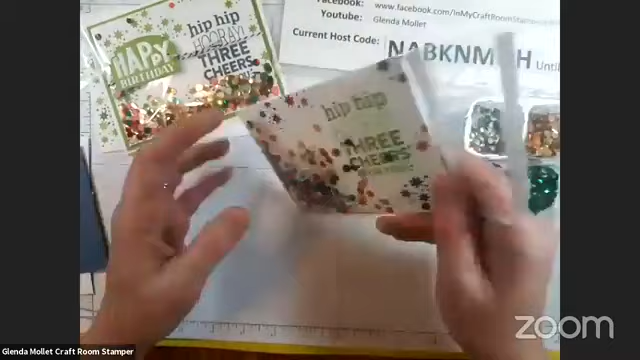 Facebook: www.facebook.com/InMyCraftRoomStamper
Youtube: Glenda Mollet
Current Host Code:
Until
hip hip
HOORAY!
THREE
CHEERS
HAPPY
BIRTHDAY
hip hip
THREE
CHEERS
zoom
Glenda Mollet Craft Room Stamper